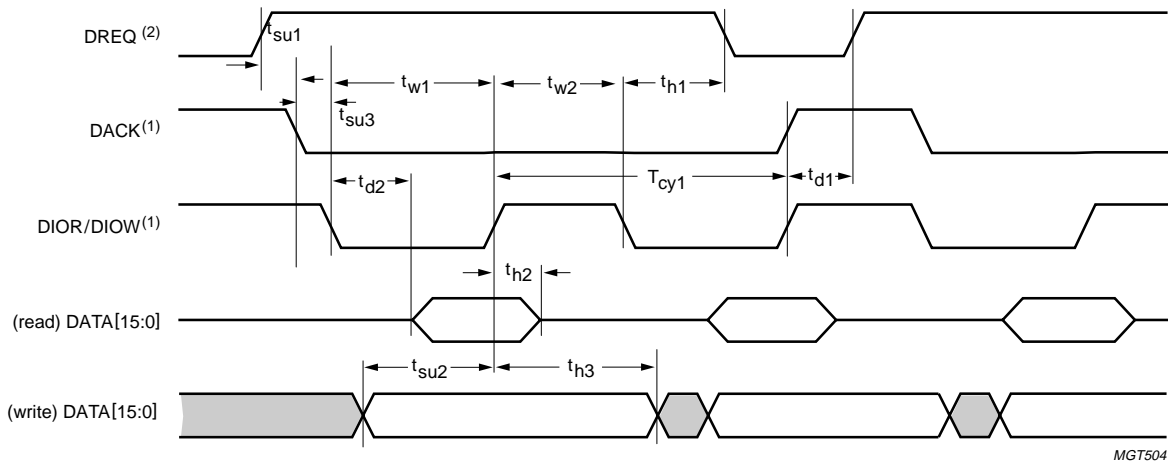 DREQ (2)
tsu1
tw1
tw2
th1
DACK(1)
tsu3
td2
Tcy1
td1
DIOR/DIOW(1)
th2
(read) DATA[15:0]
tsu2
th3
(write) DATA[15:0]
MGT504